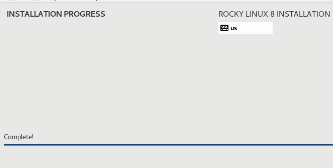 INSTALLATION PROGRESS
ROCKY LINUX 8 INSTALLATION
us
Complete!